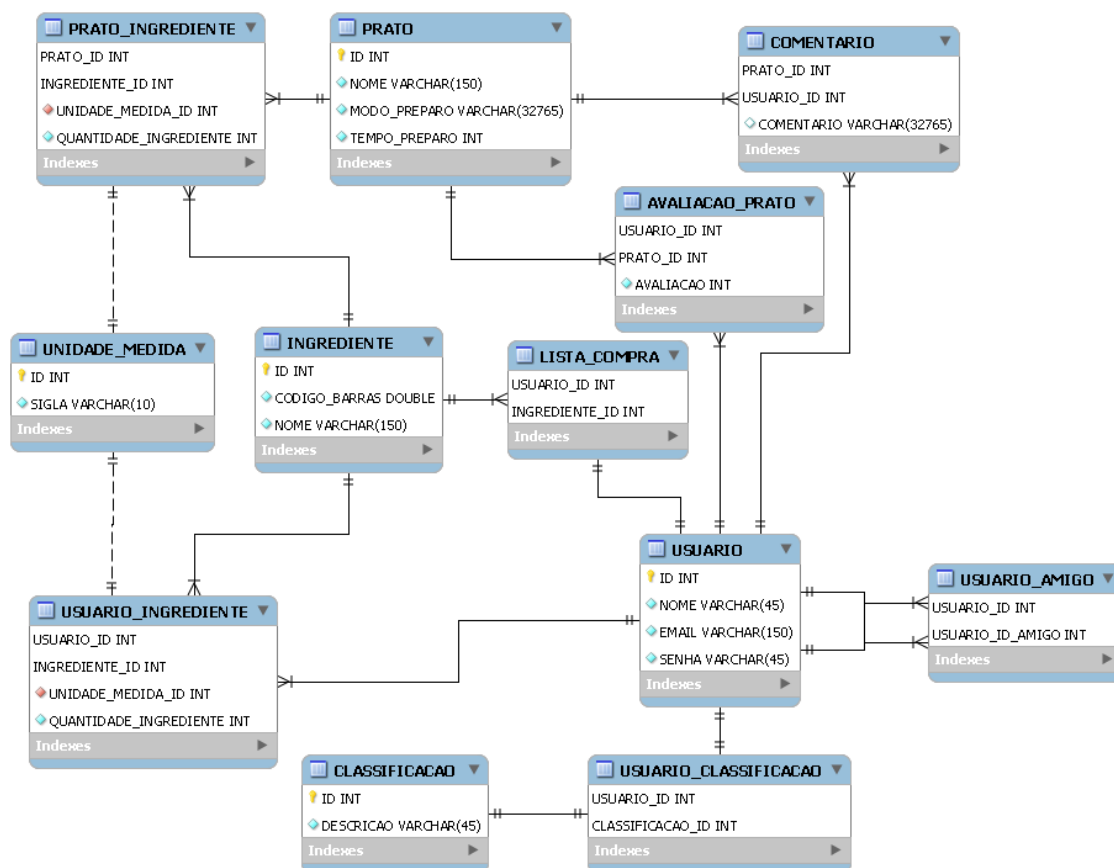 PRATO_INGREDIENTE
PRATO_ID INT
INGREDIENTE_ID INT
UNIDADE_MEDIDA_ID INT
QUANTIDADE_INGREDIENTE INT
Indexes
PRATO
ID INT
NOME VARCHAR(150)
MODO_PREPARO VARCHAR(32765)
TEMPO_PREPARO INT
Indexes
COMENTARIO
PRATO_ID INT
USUARIO_ID INT
COMENTARIO VARCHAR(32765)
Indexes
AVALIACAO_PRATO
USUARIO_ID INT
PRATO_ID INT
AVALIACAO INT
Indexes
UNIDADE_MEDIDA
ID INT
SIGLA VARCHAR(10)
Indexes
INGREDIENTE
ID INT
CODIGO_BARRAS DOUBLE
NOME VARCHAR(150)
Indexes
LISTA_COMPRA
USUARIO_ID INT
INGREDIENTE_ID INT
Indexes
USUARIO
ID INT
NOME VARCHAR(45)
EMAIL VARCHAR(150)
SENHA VARCHAR(45)
Indexes
USUARIO_AMIGO
USUARIO_ID INT
USUARIO_ID_AMIGO INT
Indexes
USUARIO_INGREDIENTE
USUARIO_ID INT
INGREDIENTE_ID INT
UNIDADE_MEDIDA_ID INT
QUANTIDADE_INGREDIENTE INT
Indexes
CLASSIFICACAO
ID INT
DESCRICAO VARCHAR(45)
Indexes
USUARIO_CLASSIFICACAO
USUARIO_ID INT
CLASSIFICACAO_ID INT
Indexes